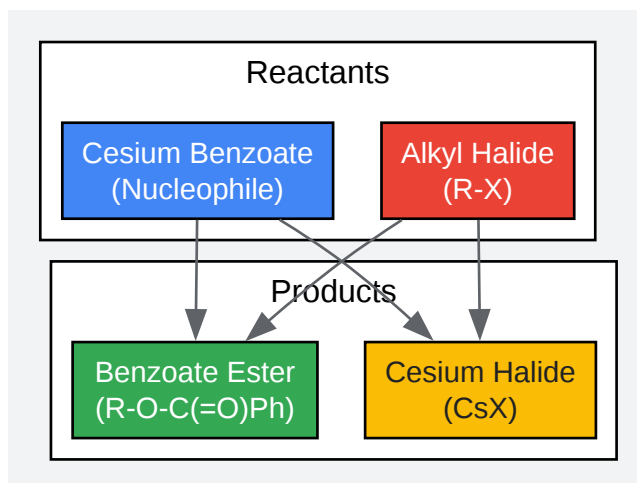 Reactants
Cesium Benzoate
(Nucleophile)
Alkyl Halide
(R-X)
Products
Benzoate Ester
(R-O-C(=O)Ph)
Cesium Halide
(CsX)